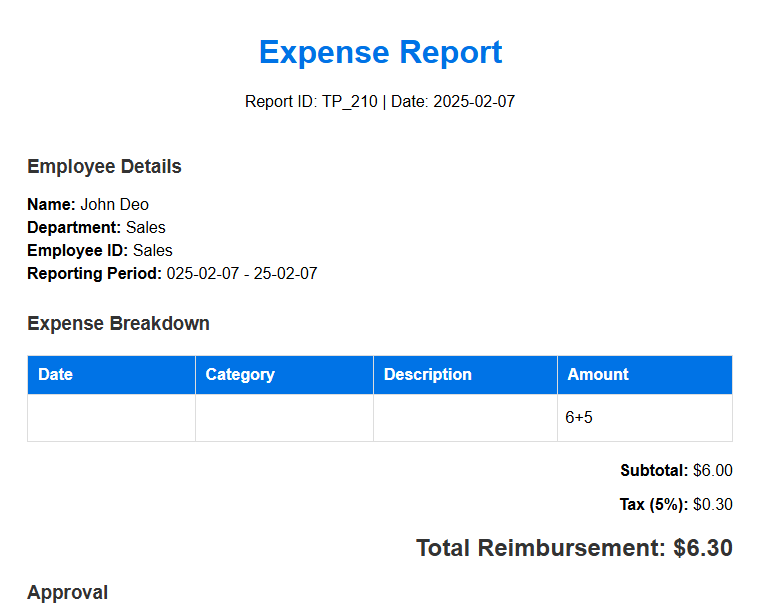 Expense Report
Report ID: TP_210 | Date: 2025-02-07
Employee Details
Name: John Deo
Department: Sales
Employee ID: Sales
Reporting Period: 025-02-07 - 25-02-07
Expense Breakdown
Date Category Description Amount
6+5
Subtotal: $6.00
Tax (5%): $0.30
Total Reimbursement: $6.30
Approval